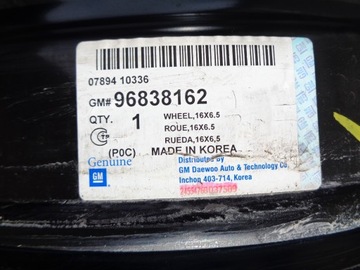 07894 10336
GM# 96838162
QTY. 1
WHEEL,16X6.5
ROUE,16X6.5
RUEDA,16X6,5
(P0C) MADE IN KOREA
Genuine
GM
Distributed by
GM Daewoo Auto & Technology Co.
Inchon 403-714, Korea